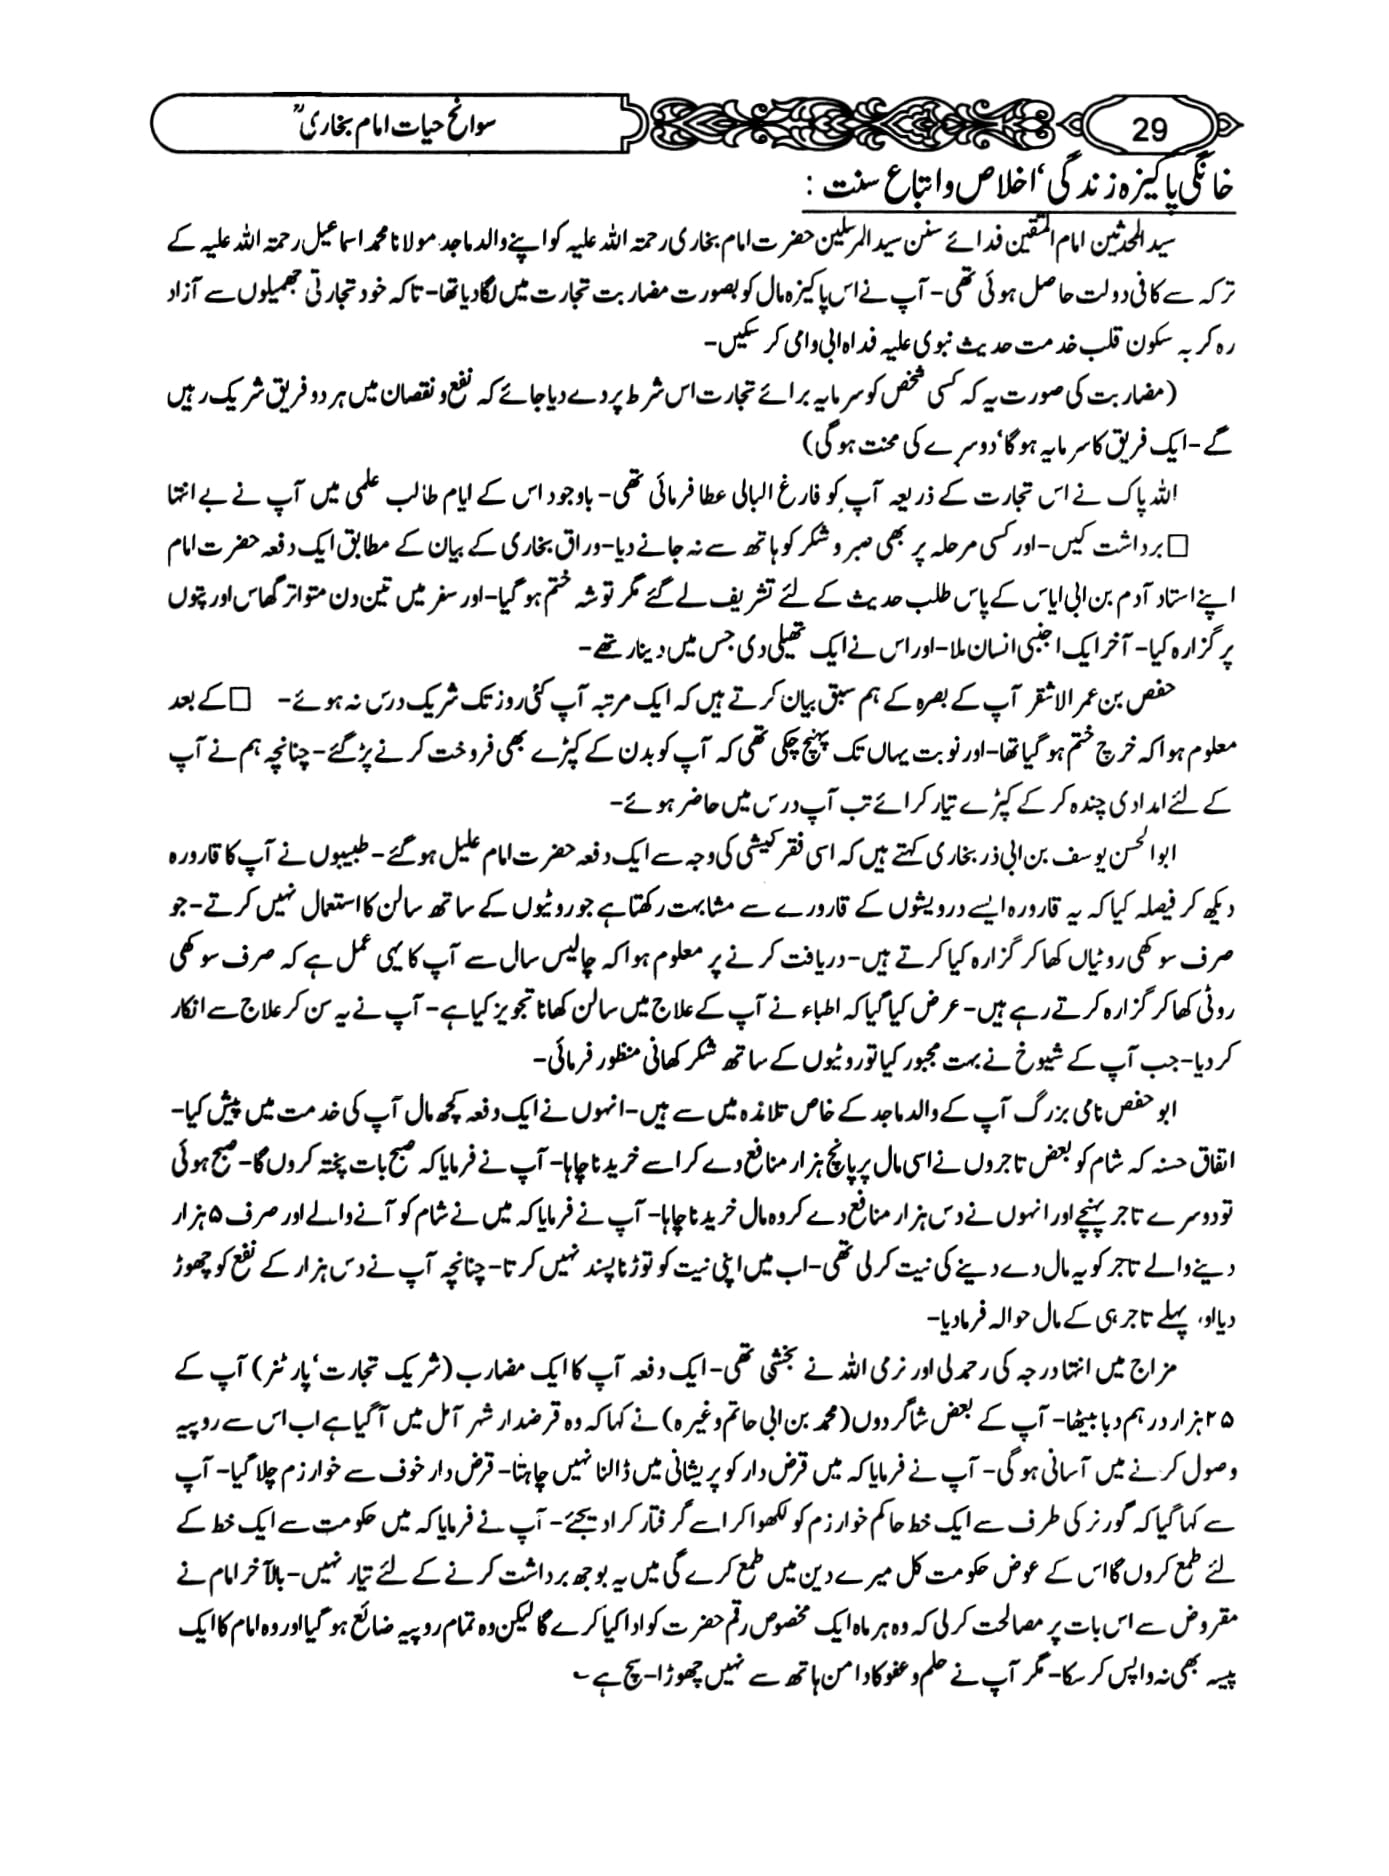 سوانح حیات امام بخاریؒ
29
خانگی پاکیزہ زندگی‘ اخلاص و اتباع سنت :
سید المحدثین امام المتقین فدائے سنن سید المرسلین حضرت امام بخاری رحمۃ اللہ علیہ کو اپنے والد ماجد مولانا محمد اسماعیل رحمۃ اللہ علیہ کے
ترکہ سے کافی دولت حاصل ہوئی تھی- آپ نے اس پاکیزہ مال کو بصورت مضاربت تجارت میں لگا دیا تھا- تاکہ خود تجارتی جھمیلوں سے آزاد
رہ کر بہ سکون قلب خدمت حدیث نبوی علیہ فداہ ابی وامی کر سکیں-
(مضاربت کی صورت یہ کہ کسی شخص کو سرمایہ برائے تجارت اس شرط پر دے دیا جائے کہ نفع و نقصان میں ہر دو فریق شریک رہیں
گے- ایک فریق کا سرمایہ ہوگا‘ دوسرے کی محنت ہوگی)
اللہ پاک نے اس تجارت کے ذریعہ آپ کو فارغ البالی عطا فرمائی تھی- باوجود اس کے ایام طالب علمی میں آپ نے بے انتہا
□ برداشت کیں- اور کسی مرحلہ پر بھی صبر و شکر کو ہاتھ سے نہ جانے دیا- وراق بخاری کے بیان کے مطابق ایک دفعہ حضرت امام
اپنے استاد آدم بن ابی ایاس کے پاس طلب حدیث کے لئے تشریف لے گئے مگر توشہ ختم ہوگیا- اور سفر میں تین دن متواتر گھاس اور پتوں
پر گزارہ کیا- آخر ایک اجنبی انسان ملا- اور اس نے ایک تھیلی دی جس میں دینار تھے-
حفص بن عمر الاشقر آپ کے بصرہ کے ہم سبق بیان کرتے ہیں کہ ایک مرتبہ آپ کئی روز تک شریک درس نہ ہوئے- □ کے بعد
معلوم ہوا کہ خرچ ختم ہوگیا تھا- اور نوبت یہاں تک پہنچ چکی تھی کہ آپ کو بدن کے کپڑے بھی فروخت کرنے پڑ گئے- چنانچہ ہم نے آپ
کے لئے امدادی چندہ کر کے کپڑے تیار کرائے تب آپ درس میں حاضر ہوئے-
ابو الحسن یوسف بن ابی ذر بخاری کہتے ہیں کہ اسی فقر کیشی کی وجہ سے ایک دفعہ حضرت امام علیل ہو گئے- طبیبوں نے آپ کا قارورہ
دیکھ کر فیصلہ کیا کہ یہ قارورہ ایسے درویشوں کے قارورے سے مشابہت رکھتا ہے جو روٹیوں کے ساتھ سالن کا استعمال نہیں کرتے- جو
صرف سوکھی روٹیاں کھا کر گزارہ کیا کرتے ہیں- دریافت کرنے پر معلوم ہوا کہ چالیس سال سے آپ کا یہی عمل ہے کہ صرف سوکھی
روٹی کھا کر گزارہ کرتے رہے ہیں- عرض کیا گیا کہ اطباء نے آپ کے علاج میں سالن کھانا تجویز کیا ہے- آپ نے یہ سن کر علاج سے انکار
کر دیا- جب آپ کے شیوخ نے بہت مجبور کیا تو روٹیوں کے ساتھ شکر کھانی منظور فرمائی-
ابو حفص نامی بزرگ آپ کے والد ماجد کے خاص تلامذہ میں سے ہیں- انہوں نے ایک دفعہ کچھ مال آپ کی خدمت میں پیش کیا-
اتفاق حسنہ کہ شام کو بعض تاجروں نے اسی مال پر پانچ ہزار منافع دے کر اسے خریدنا چاہا- آپ نے فرمایا کہ صبح بات پختہ کروں گا- صبح ہوئی
تو دوسرے تاجر پہنچے اور انہوں نے دس ہزار منافع دے کر وہ مال خریدنا چاہا- آپ نے فرمایا کہ میں نے شام کو آنے والے اور صرف ۵ ہزار
دینے والے تاجر کو یہ مال دے دینے کی نیت کر لی تھی- اب میں اپنی نیت کو توڑنا پسند نہیں کرتا- چنانچہ آپ نے دس ہزار کے نفع کو چھوڑ
دیا او، پہلے تاجر ہی کے مال حوالہ فرما دیا-
مزاج میں انتہا درجہ کی رحمدلی اور نرمی اللہ نے بخشی تھی- ایک دفعہ آپ کا ایک مضارب (شریک تجارت‘ پارٹنر) آپ کے
۲۵ ہزار درہم دبا بیٹھا- آپ کے بعض شاگردوں (محمد بن ابی حاتم وغیرہ) نے کہا کہ وہ قرضدار شہر آمل میں آگیا ہے اب اس سے روپیہ
وصول کرنے میں آسانی ہوگی- آپ نے فرمایا کہ میں قرض دار کو پریشانی میں ڈالنا نہیں چاہتا- قرض دار خوف سے خوارزم چلا گیا- آپ
سے کہا گیا کہ گورنر کی طرف سے ایک خط حاکم خوارزم کو لکھوا کر اسے گرفتار کرا دیجئے- آپ نے فرمایا کہ میں حکومت سے ایک خط کے
لئے طمع کروں گا اس کے عوض حکومت کل میرے دین میں طمع کرے گی میں یہ بوجھ برداشت کرنے کے لئے تیار نہیں- بالآخر امام نے
مقروض سے اس بات پر مصالحت کر لی کہ وہ ہر ماہ ایک مخصوص رقم حضرت کو ادا کیا کرے گا لیکن وہ تمام روپیہ ضائع ہوگیا اور وہ امام کا ایک
پیسہ بھی نہ واپس کر سکا- مگر آپ نے حلم و عفو کا دامن ہاتھ سے نہیں چھوڑا- سچ ہے ؎